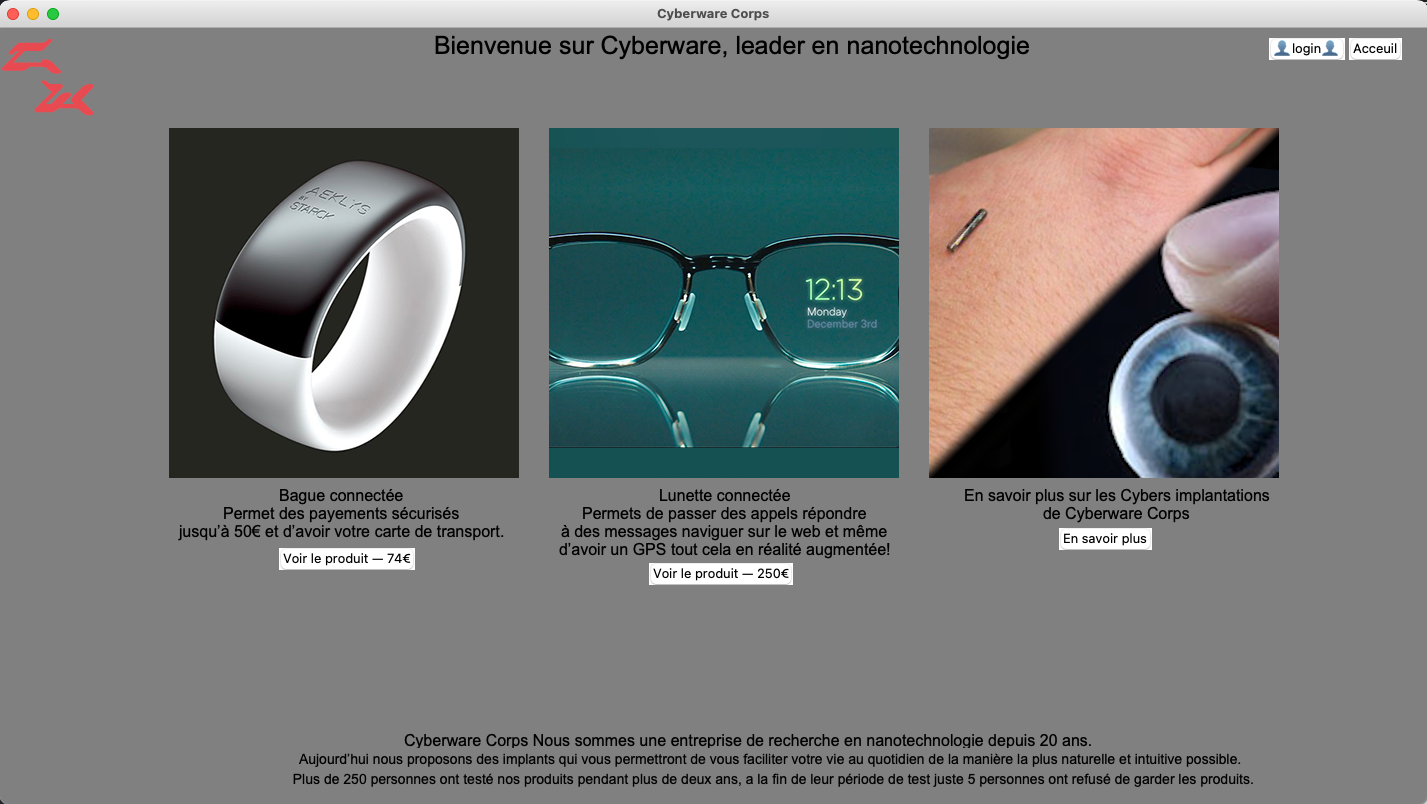 Cyberware Corps
Bienvenue sur Cyberware, leader en nanotechnologie
👤login👤 Acceuil
AEKLYS
BY
STARCK
12:13
Monday
December 3rd
Bague connectée
Permet des payements sécurisés
jusqu'à 50€ et d'avoir votre carte de transport.
Voir le produit — 74€
Lunette connectée
Permets de passer des appels répondre
à des messages naviguer sur le web et même
d'avoir un GPS tout cela en réalité augmentée!
Voir le produit — 250€
En savoir plus sur les Cybers implantations
de Cyberware Corps
En savoir plus
Cyberware Corps Nous sommes une entreprise de recherche en nanotechnologie depuis 20 ans.
Aujourd'hui nous proposons des implants qui vous permettront de vous faciliter votre vie au quotidien de la manière la plus naturelle et intuitive possible.
Plus de 250 personnes ont testé nos produits pendant plus de deux ans, a la fin de leur période de test juste 5 personnes ont refusé de garder les produits.